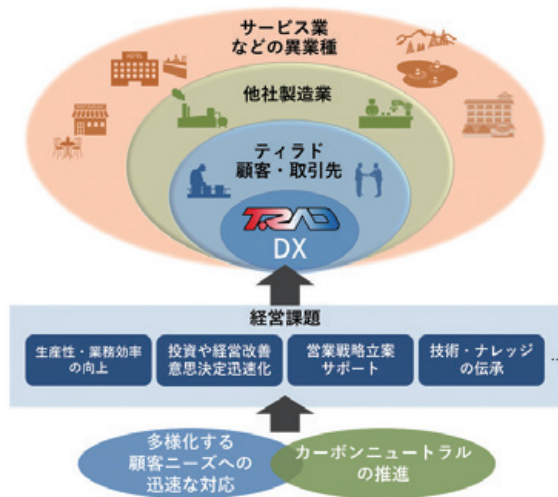 サービス業
などの異業種
HOTEL
他社製造業
ティラド
顧客・取引先
T.RAD
DX
経営課題
生産性・業務効率
の向上
投資や経営改善
意思決定迅速化
営業戦略立案
サポート
技術・ナレッジ
の伝承
…
多様化する
顧客ニーズへの
迅速な対応
カーボンニュートラル
の推進